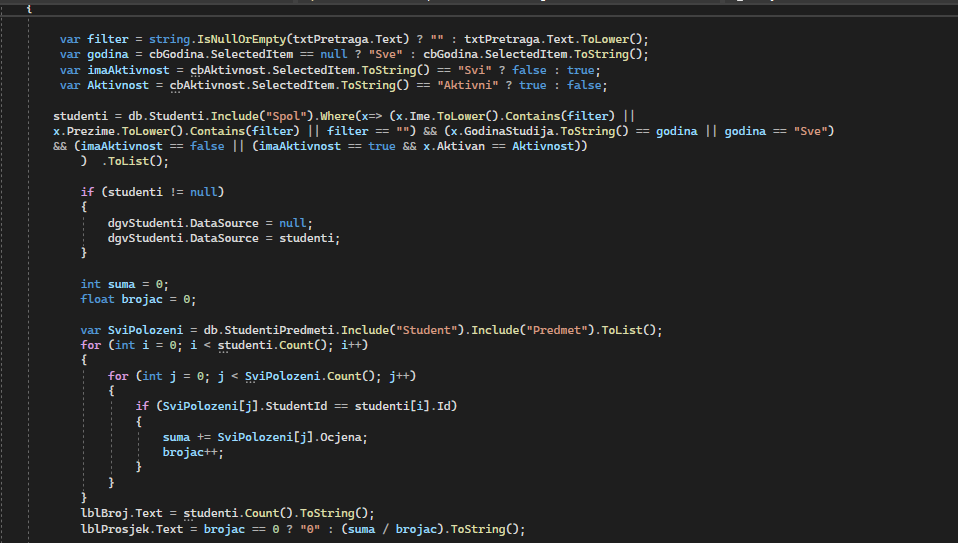 {
var filter = string.IsNullOrEmpty(txtPretraga.Text) ? "" : txtPretraga.Text.ToLower();
var godina = cbGodina.SelectedItem == null ? "Sve" : cbGodina.SelectedItem.ToString();
var imaAktivnost = cbAktivnost.SelectedItem.ToString() == "Svi" ? false : true;
var Aktivnost = cbAktivnost.SelectedItem.ToString() == "Aktivni" ? true : false;
studenti = db.Studenti.Include("Spol").Where(x=> (x.Ime.ToLower().Contains(filter) ||
x.Prezime.ToLower().Contains(filter) || filter == "") && (x.GodinaStudija.ToString() == godina || godina == "Sve")
&& (imaAktivnost == false || (imaAktivnost == true && x.Aktivan == Aktivnost))
) .ToList();
if (studenti != null)
{
dgvStudenti.DataSource = null;
dgvStudenti.DataSource = studenti;
}
int suma = 0;
float brojac = 0;
var SviPolozeni = db.StudentiPredmeti.Include("Student").Include("Predmet").ToList();
for (int i = 0; i < studenti.Count(); i++)
{
for (int j = 0; j < SviPolozeni.Count(); j++)
{
if (SviPolozeni[j].StudentId == studenti[i].Id)
{
suma += SviPolozeni[j].Ocjena;
brojac++;
}
}
}
lblBroj.Text = studenti.Count().ToString();
lblProsjek.Text = brojac == 0 ? "0" : (suma / brojac).ToString();